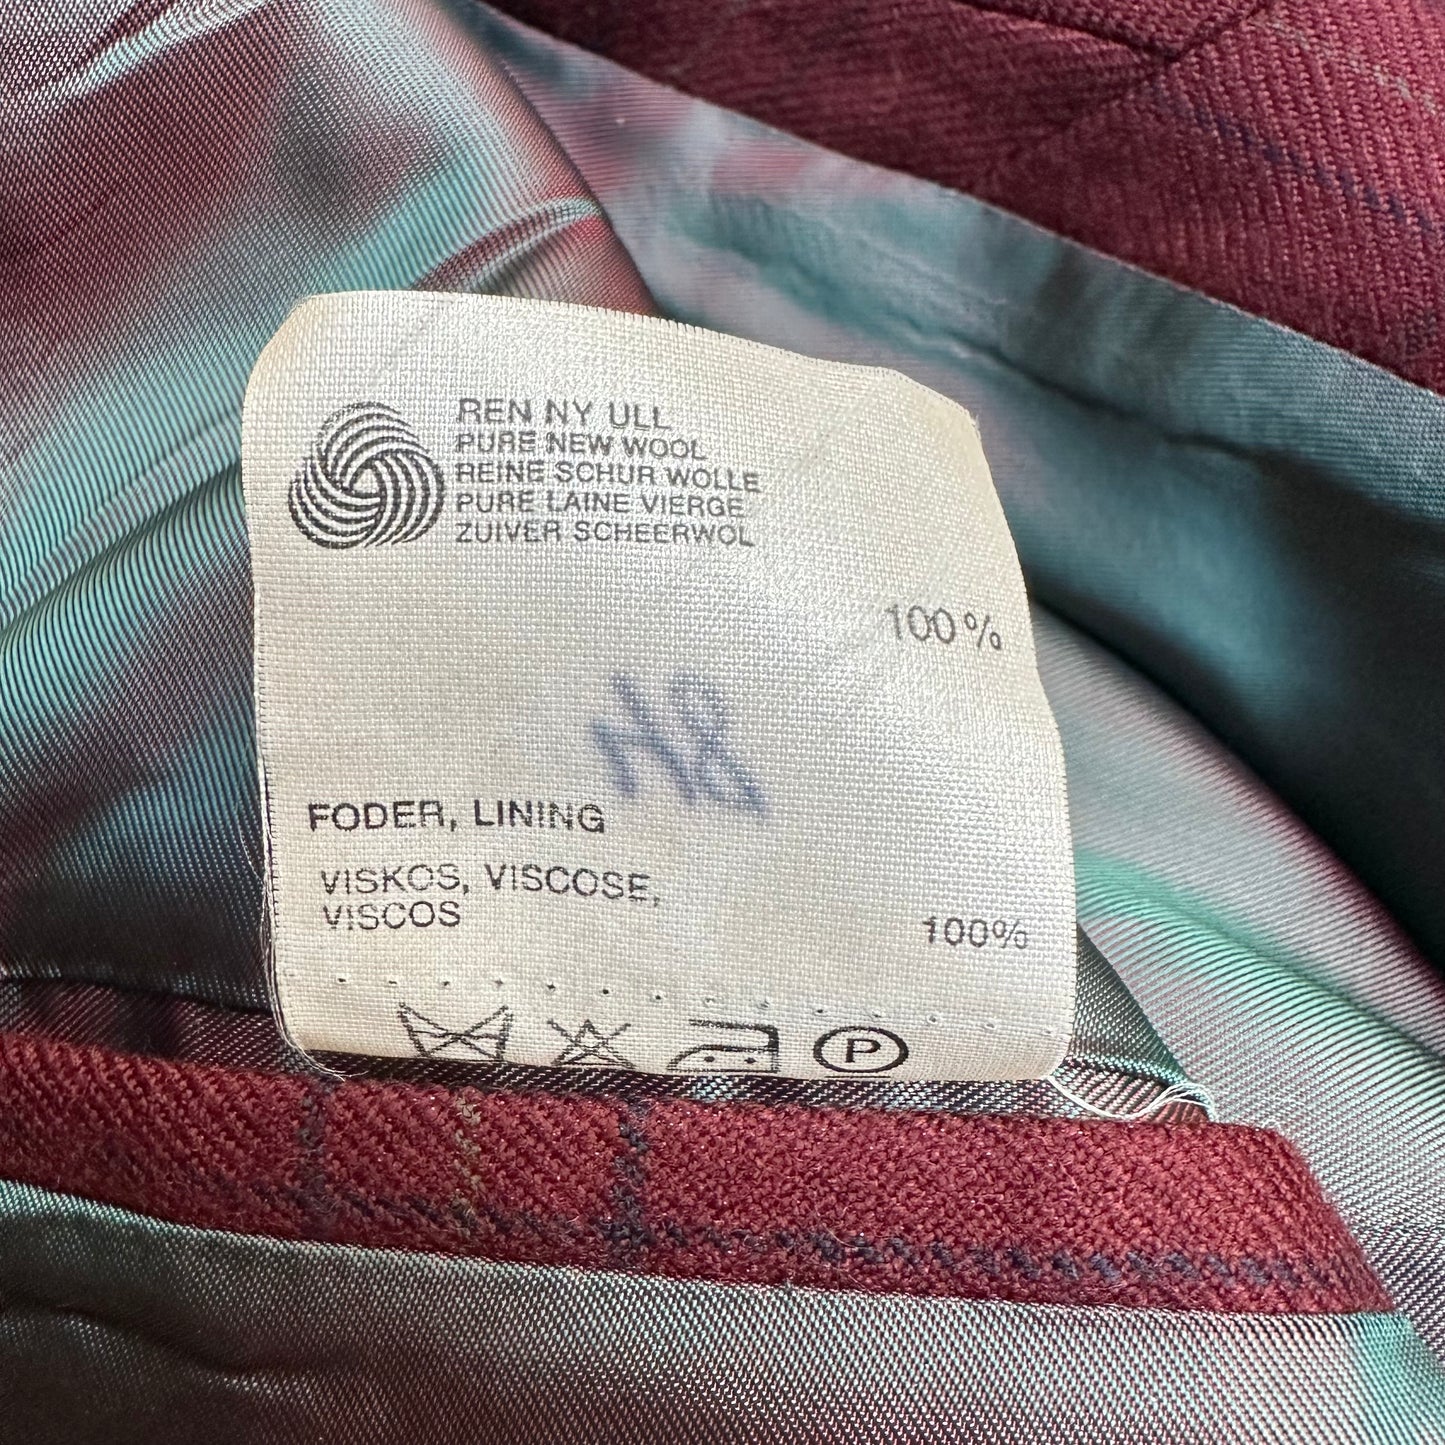 REN NY ULL
PURE NEW WOOL
REINE SCHUR WOLLE
PURE LAINE VIERGE
ZUIVER SCHEERWOL
100%
FODER, LINING
VISKOS, VISCOSE,
VISCOS
100%
P